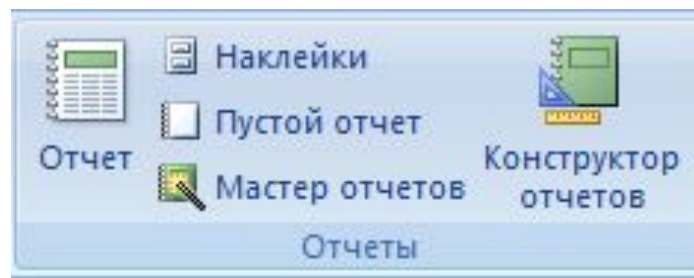 Отчет
Наклейки
Пустой отчет
Мастер отчетов
Конструктор
отчетов
Отчеты